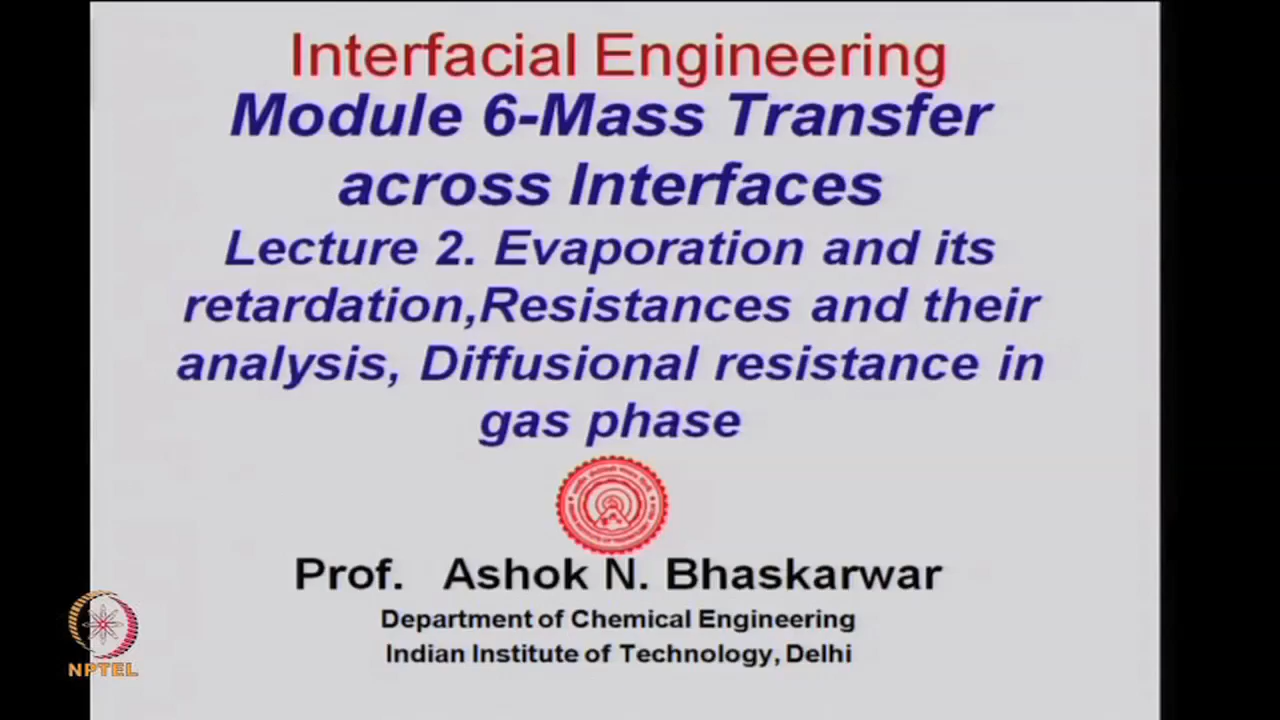 Interfacial Engineering
Module 6-Mass Transfer
across Interfaces
Lecture 2. Evaporation and its
retardation,Resistances and their
analysis, Diffusional resistance in
gas phase
Prof. Ashok N. Bhaskarwar
Department of Chemical Engineering
Indian Institute of Technology, Delhi
NPTEL